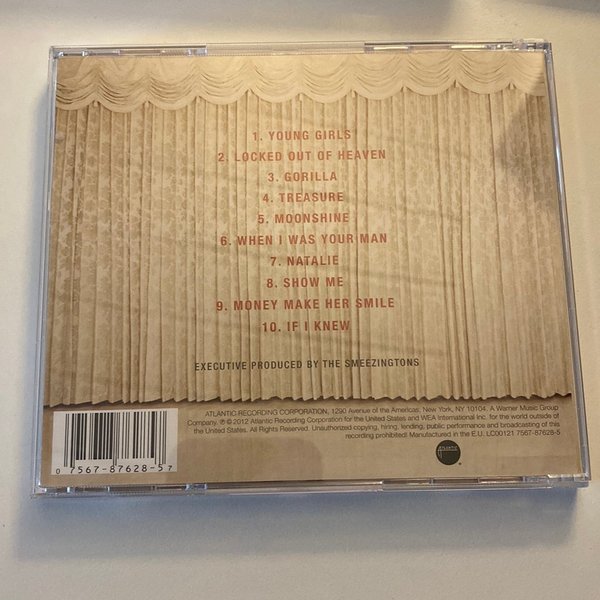 1. YOUNG GIRLS
2. LOCKED OUT OF HEAVEN
3. GORILLA
4. TREASURE
5. MOONSHINE
6. WHEN I WAS YOUR MAN
7. NATALIE
8. SHOW ME
9. MONEY MAKE HER SMILE
10. IF I KNEW
EXECUTIVE PRODUCED BY THE SMEEZINGTONS
ATLANTIC RECORDING CORPORATION, 1290 Avenue of the Americas, New York, NY 10104. A Warner Music Group
Company. ℗ © 2012 Atlantic Recording Corporation for the United States and WEA International Inc. for the world outside of
the United States. All Rights Reserved. Unauthorized copying, hiring, lending, public performance and broadcasting of this
recording prohibited! Manufactured in the E.U. LC00121 7567-87628-5
0 7567-87628-5 7
ATLANTIC